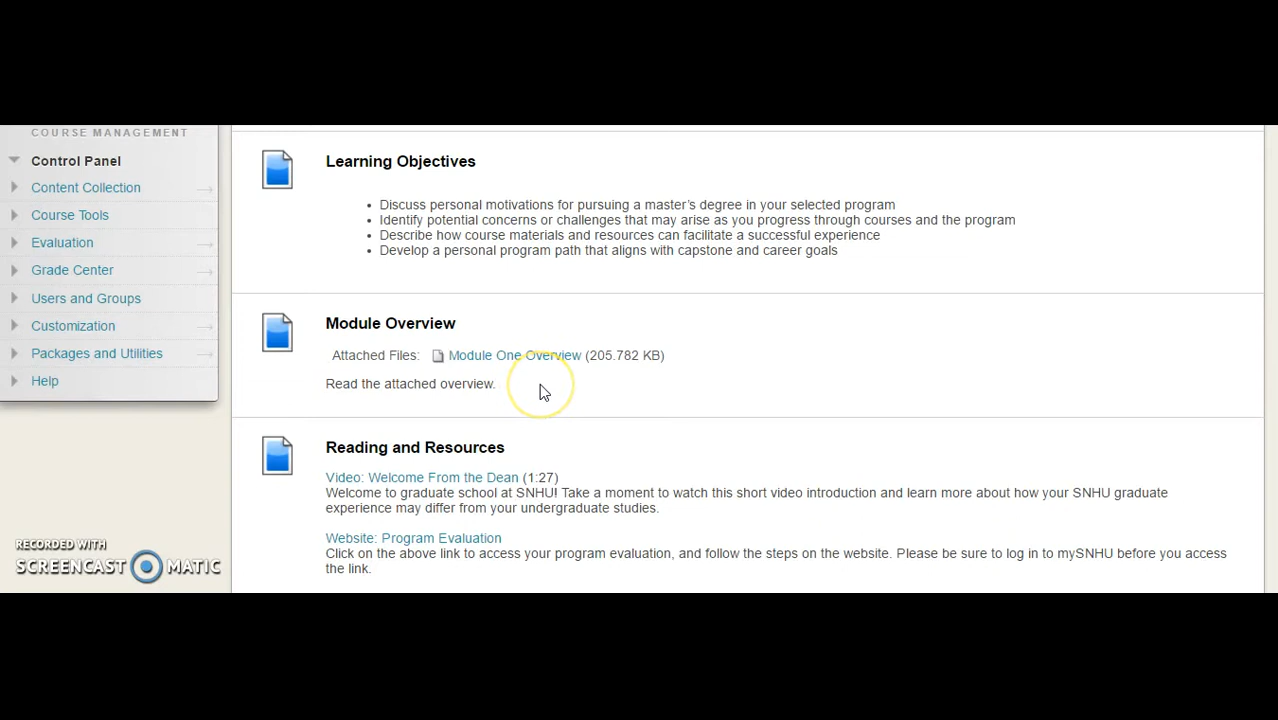 COURSE MANAGEMENT
Control Panel
Content Collection
Course Tools
Evaluation
Grade Center
Users and Groups
Customization
Packages and Utilities
Help
RECORDED WITH
SCREENCAST MATIC
Learning Objectives
Discuss personal motivations for pursuing a master's degree in your selected program
Identify potential concerns or challenges that may arise as you progress through courses and the program
Describe how course materials and resources can facilitate a successful experience
Develop a personal program path that aligns with capstone and career goals
Module Overview
Attached Files: Module One Overview (205.782 KB)
Read the attached overview.
Reading and Resources
Video: Welcome From the Dean (1:27)
Welcome to graduate school at SNHU! Take a moment to watch this short video introduction and learn more about how your SNHU graduate
experience may differ from your undergraduate studies.
Website: Program Evaluation
Click on the above link to access your program evaluation, and follow the steps on the website. Please be sure to log in to mySNHU before you access
the link.